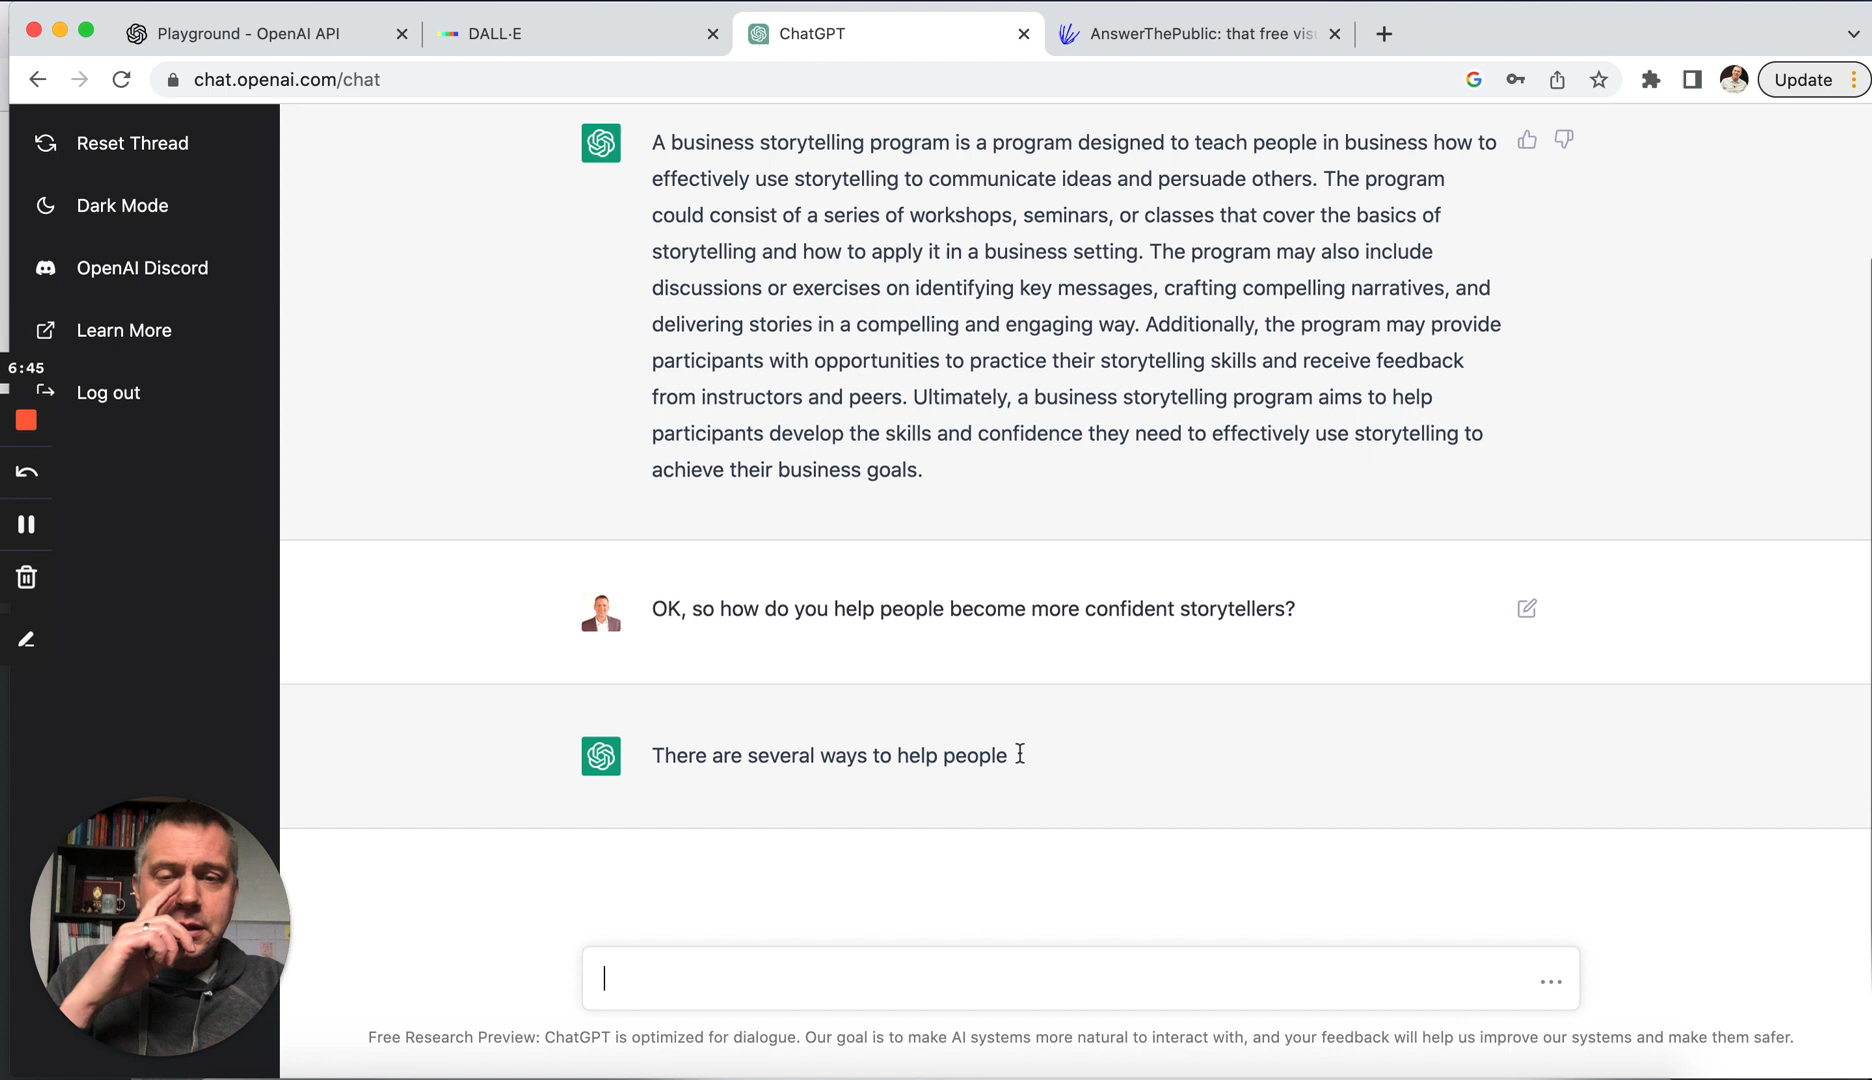 Playground - OpenAI API
DALL·E
ChatGPT
AnswerThePublic: that free visu
chat.openai.com/chat
Update
Reset Thread
Dark Mode
OpenAI Discord
Learn More
6:45
Log out
A business storytelling program is a program designed to teach people in business how to
effectively use storytelling to communicate ideas and persuade others. The program
could consist of a series of workshops, seminars, or classes that cover the basics of
storytelling and how to apply it in a business setting. The program may also include
discussions or exercises on identifying key messages, crafting compelling narratives, and
delivering stories in a compelling and engaging way. Additionally, the program may provide
participants with opportunities to practice their storytelling skills and receive feedback
from instructors and peers. Ultimately, a business storytelling program aims to help
participants develop the skills and confidence they need to effectively use storytelling to
achieve their business goals.
OK, so how do you help people become more confident storytellers?
There are several ways to help people
Free Research Preview: ChatGPT is optimized for dialogue. Our goal is to make AI systems more natural to interact with, and your feedback will help us improve our systems and make them safer.